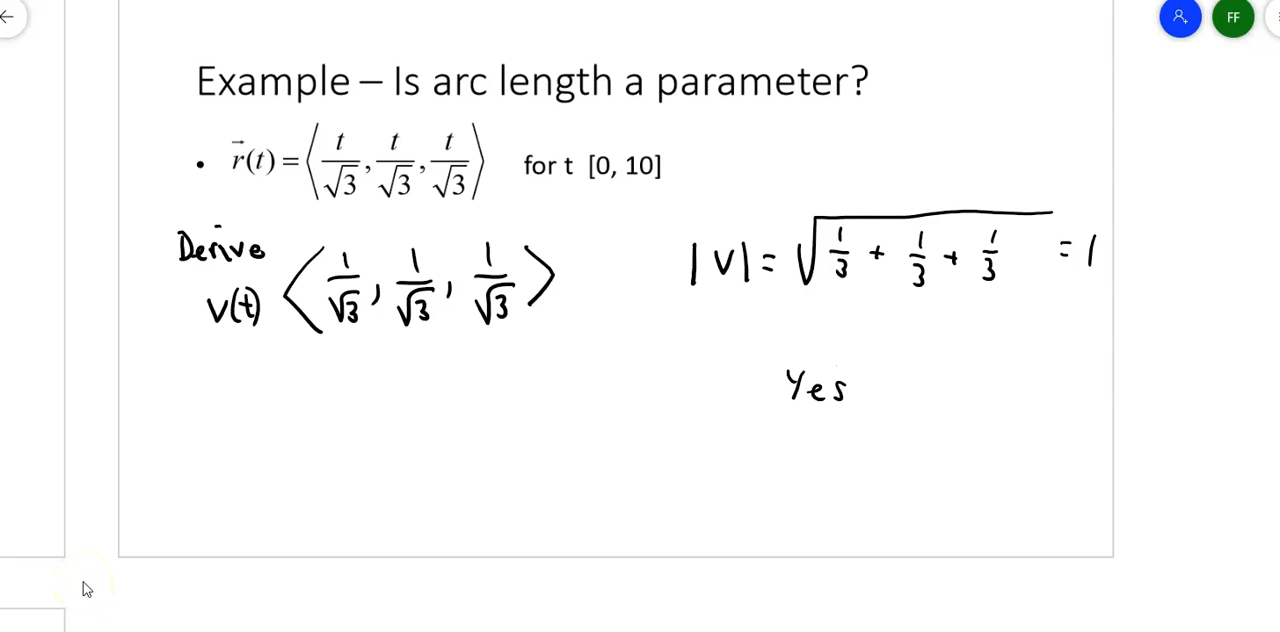 FF
Example – Is arc length a parameter?
• r⃗(t) = ⟨t/√3, t/√3, t/√3⟩ for t [0, 10]
Derive
v(t) ⟨1/√3, 1/√3, 1/√3⟩
|v| = √(1/3 + 1/3 + 1/3) = 1
Yes